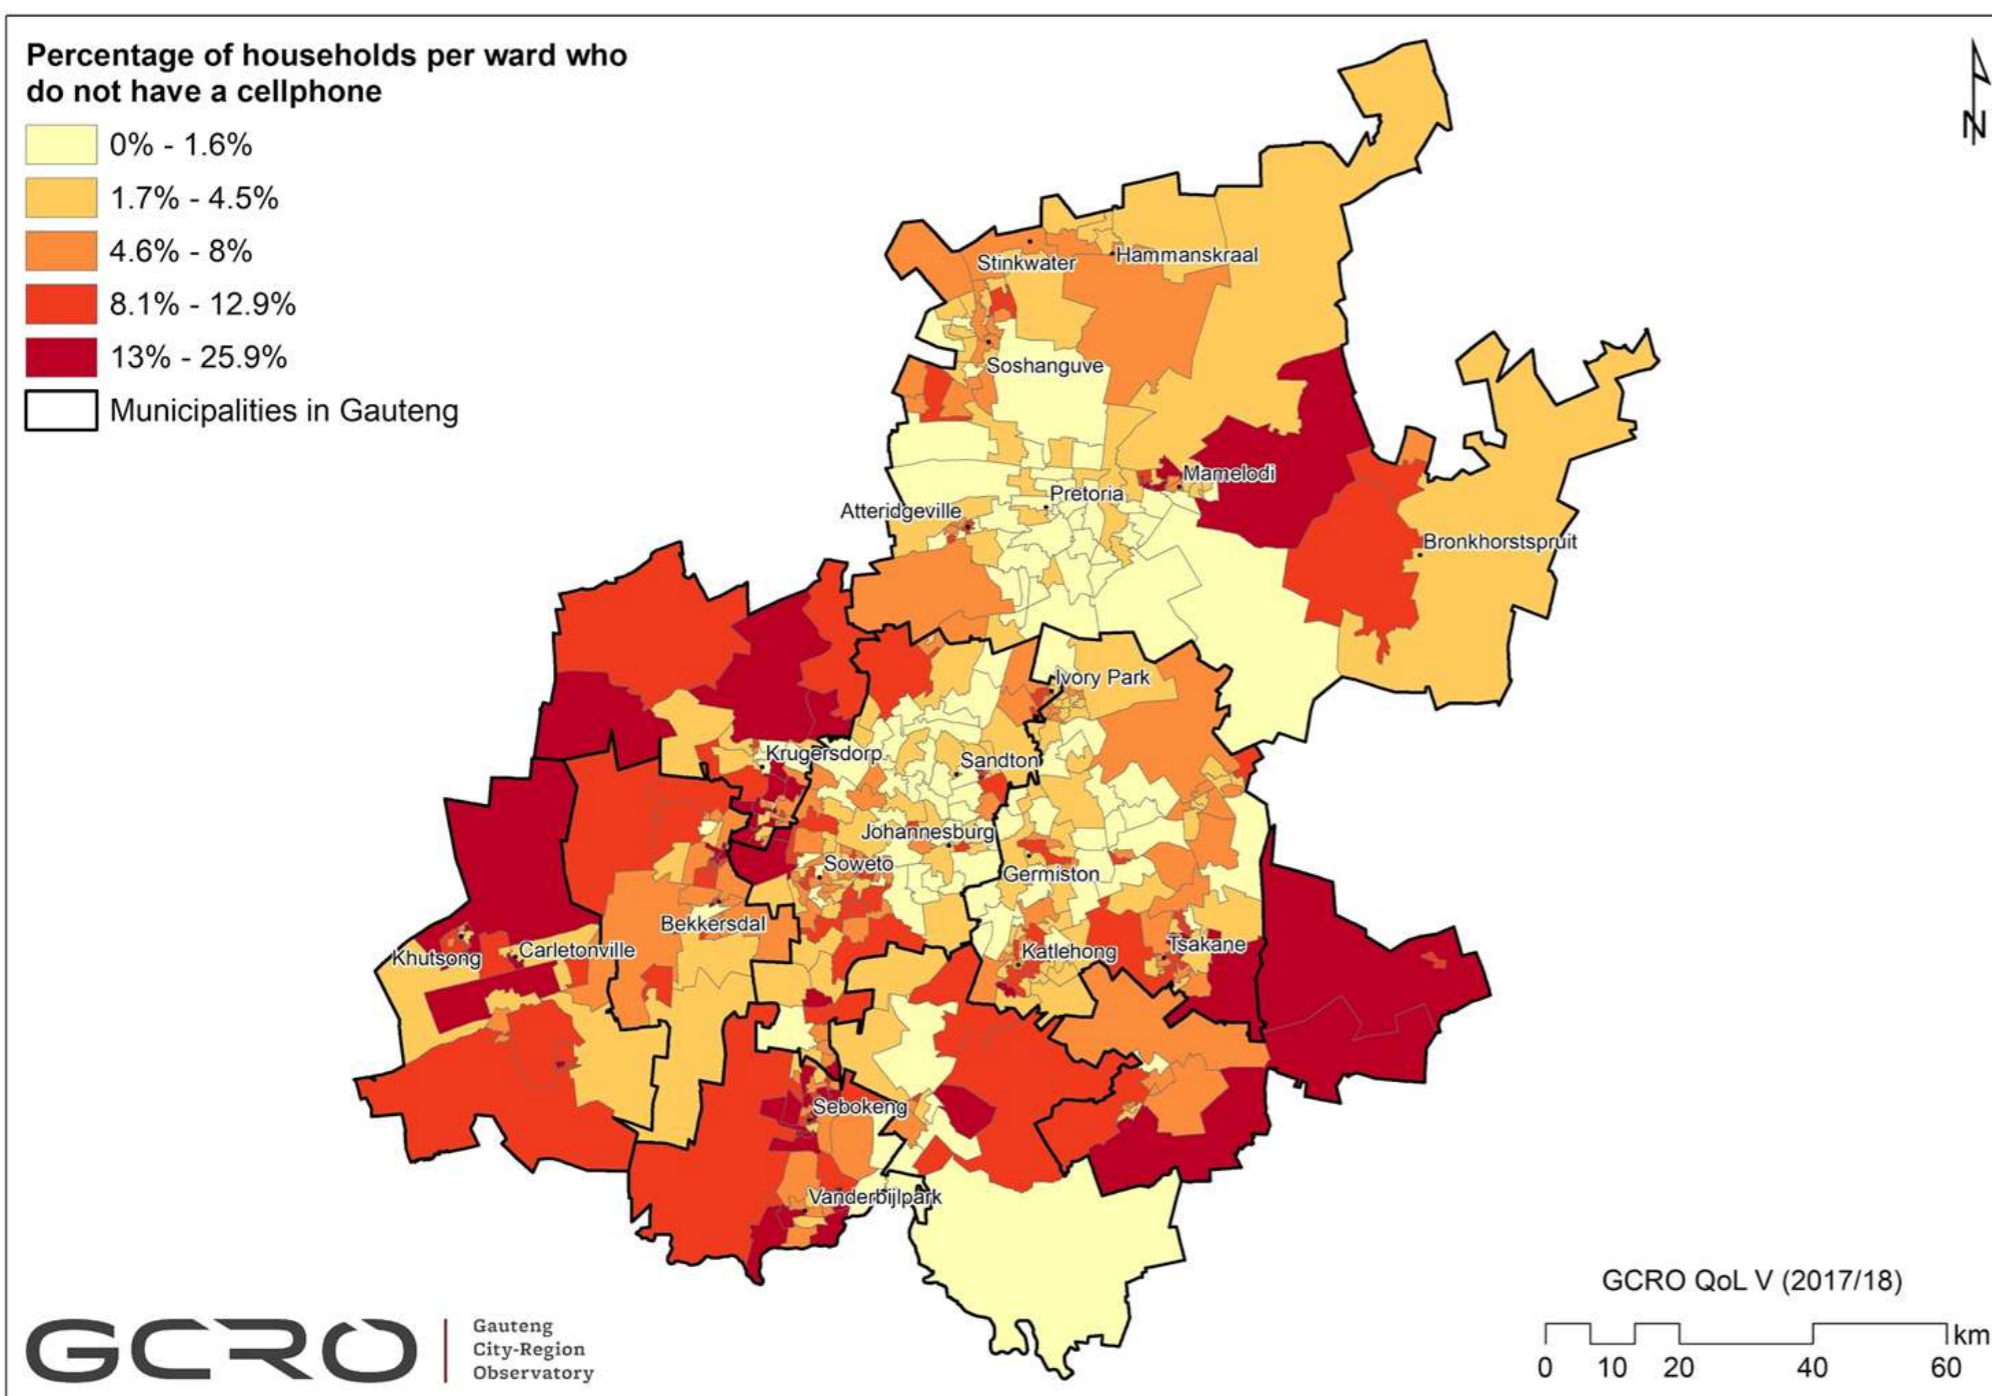 Percentage of households per ward who
do not have a cellphone
0% - 1.6%
1.7% - 4.5%
4.6% - 8%
8.1% - 12.9%
13% - 25.9%
Municipalities in Gauteng
N
Stinkwater
Hammanskraal
Soshanguve
Mamelodi
Pretoria
Atteridgeville
Bronkhorstspruit
Ivory Park
Krugersdorp
Sandton
Johannesburg
Soweto
Germiston
Bekkersdal
Tsakane
Katlehong
Carletonville
Khutsong
Sebokeng
Vanderbijlpark
GCRO QoL V (2017/18)
km
0 10 20 40 60
GCRO
Gauteng
City-Region
Observatory